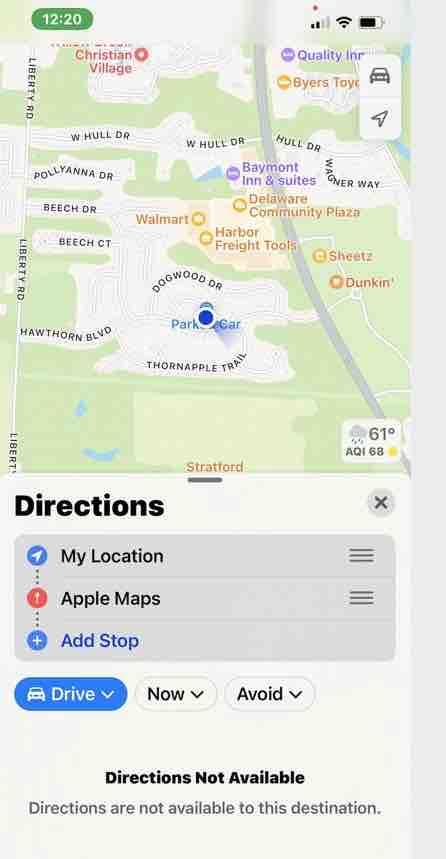 12:20
Christian
Village
Quality Inn
Byers Toyo
LIBERTY RD
W HULL DR
W HULL DR
HULL DR
WAGNER WAY
POLLYANNA DR
Baymont
Inn & suites
BEECH DR
Delaware
Community Plaza
Walmart
Harbor
Freight Tools
BEECH CT
LIBERTY RD
Sheetz
DOGWOOD DR
Dunkin'
Car
HAWTHORN BLVD
THORNAPPLE TRAIL
61°
AQI 68
Stratford
Directions
My Location
Apple Maps
Add Stop
Drive
Now
Avoid
Directions Not Available
Directions are not available to this destination.